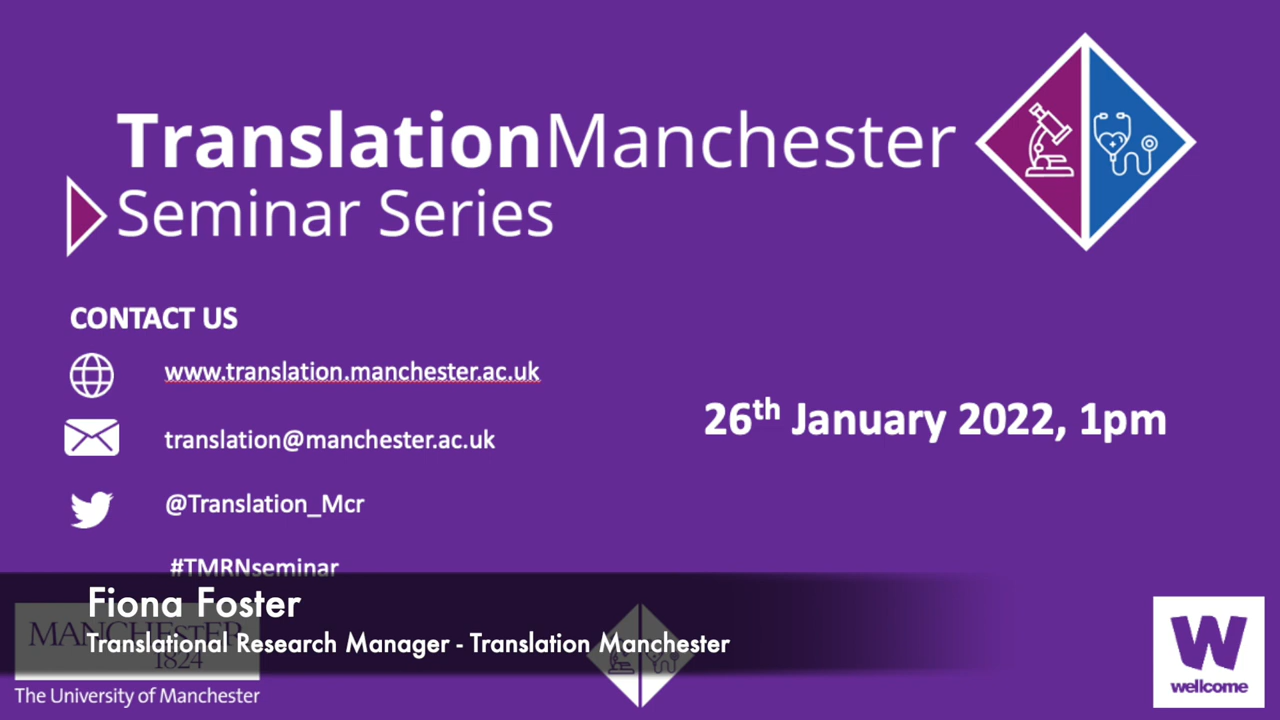 TranslationManchester
Seminar Series
CONTACT US
www.translation.manchester.ac.uk
translation@manchester.ac.uk
@Translation_Mcr
#TMRNseminar
26th January 2022, 1pm
Fiona Foster
Translational Research Manager - Translation Manchester
MANCHESTER
1824
The University of Manchester
W
wellcome